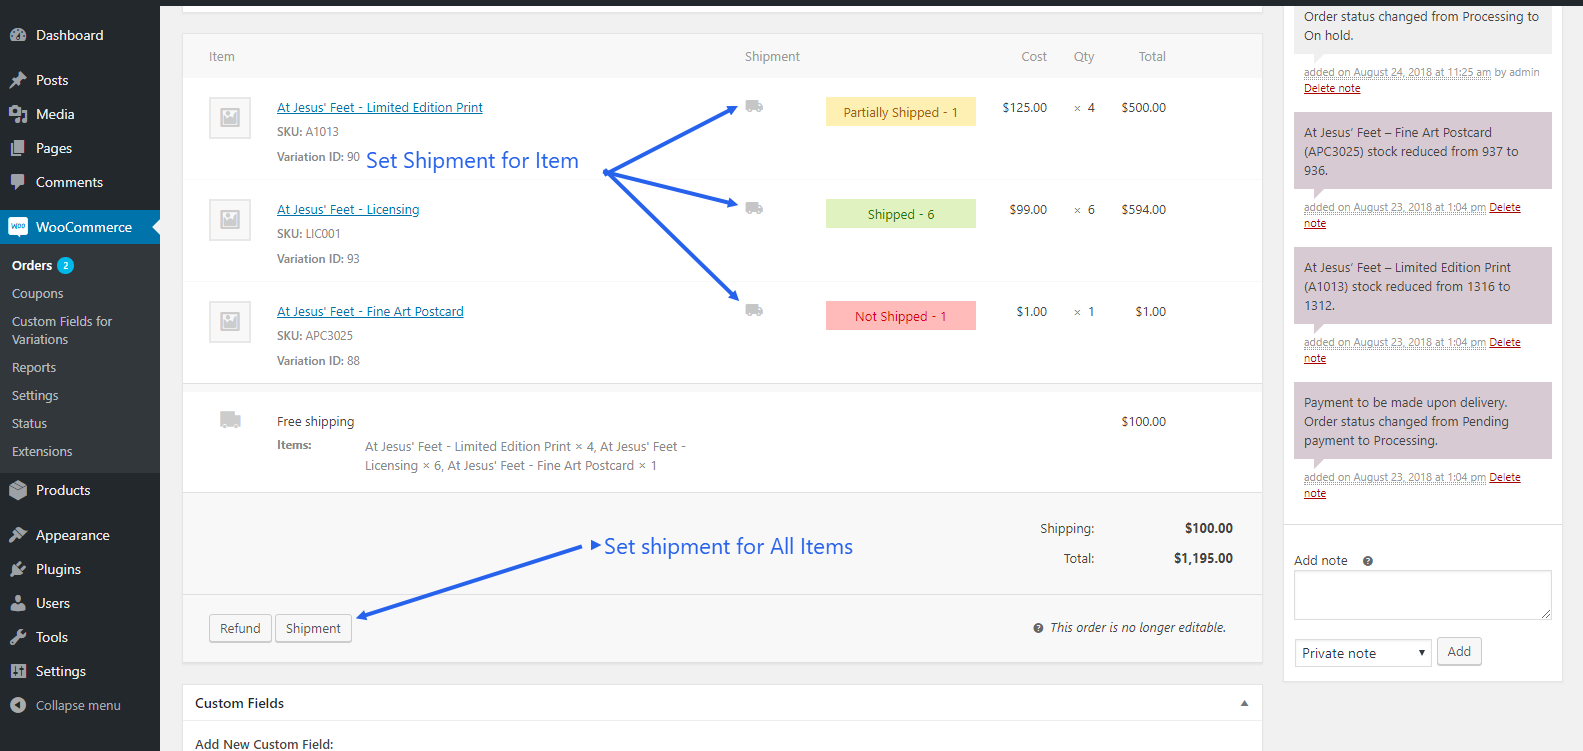 Dashboard
Posts
Media
Pages
Comments
woo WooCommerce
Orders 2
Coupons
Custom Fields for
Variations
Reports
Settings
Status
Extensions
Products
Appearance
Plugins
Users
Tools
Settings
Collapse menu
Item Shipment Cost Qty Total
At Jesus' Feet - Limited Edition Print Partially Shipped - 1 $125.00 × 4 $500.00
SKU: A1013
Variation ID: 90
Set Shipment for Item
At Jesus' Feet - Licensing Shipped - 6 $99.00 × 6 $594.00
SKU: LIC001
Variation ID: 93
At Jesus' Feet - Fine Art Postcard Not Shipped - 1 $1.00 × 1 $1.00
SKU: APC3025
Variation ID: 88
Free shipping $100.00
Items: At Jesus' Feet - Limited Edition Print × 4, At Jesus' Feet -
Licensing × 6, At Jesus' Feet - Fine Art Postcard × 1
Shipping: $100.00
Set shipment for All Items
Total: $1,195.00
Refund Shipment
This order is no longer editable.
Custom Fields
Add New Custom Field:
Order status changed from Processing to
On hold.
added on August 24, 2018 at 11:25 am by admin
Delete note
At Jesus' Feet – Fine Art Postcard
(APC3025) stock reduced from 937 to
936.
added on August 23, 2018 at 1:04 pm Delete
note
At Jesus' Feet – Limited Edition Print
(A1013) stock reduced from 1316 to
1312.
added on August 23, 2018 at 1:04 pm Delete
note
Payment to be made upon delivery.
Order status changed from Pending
payment to Processing.
added on August 23, 2018 at 1:04 pm Delete
note
Add note
Private note Add